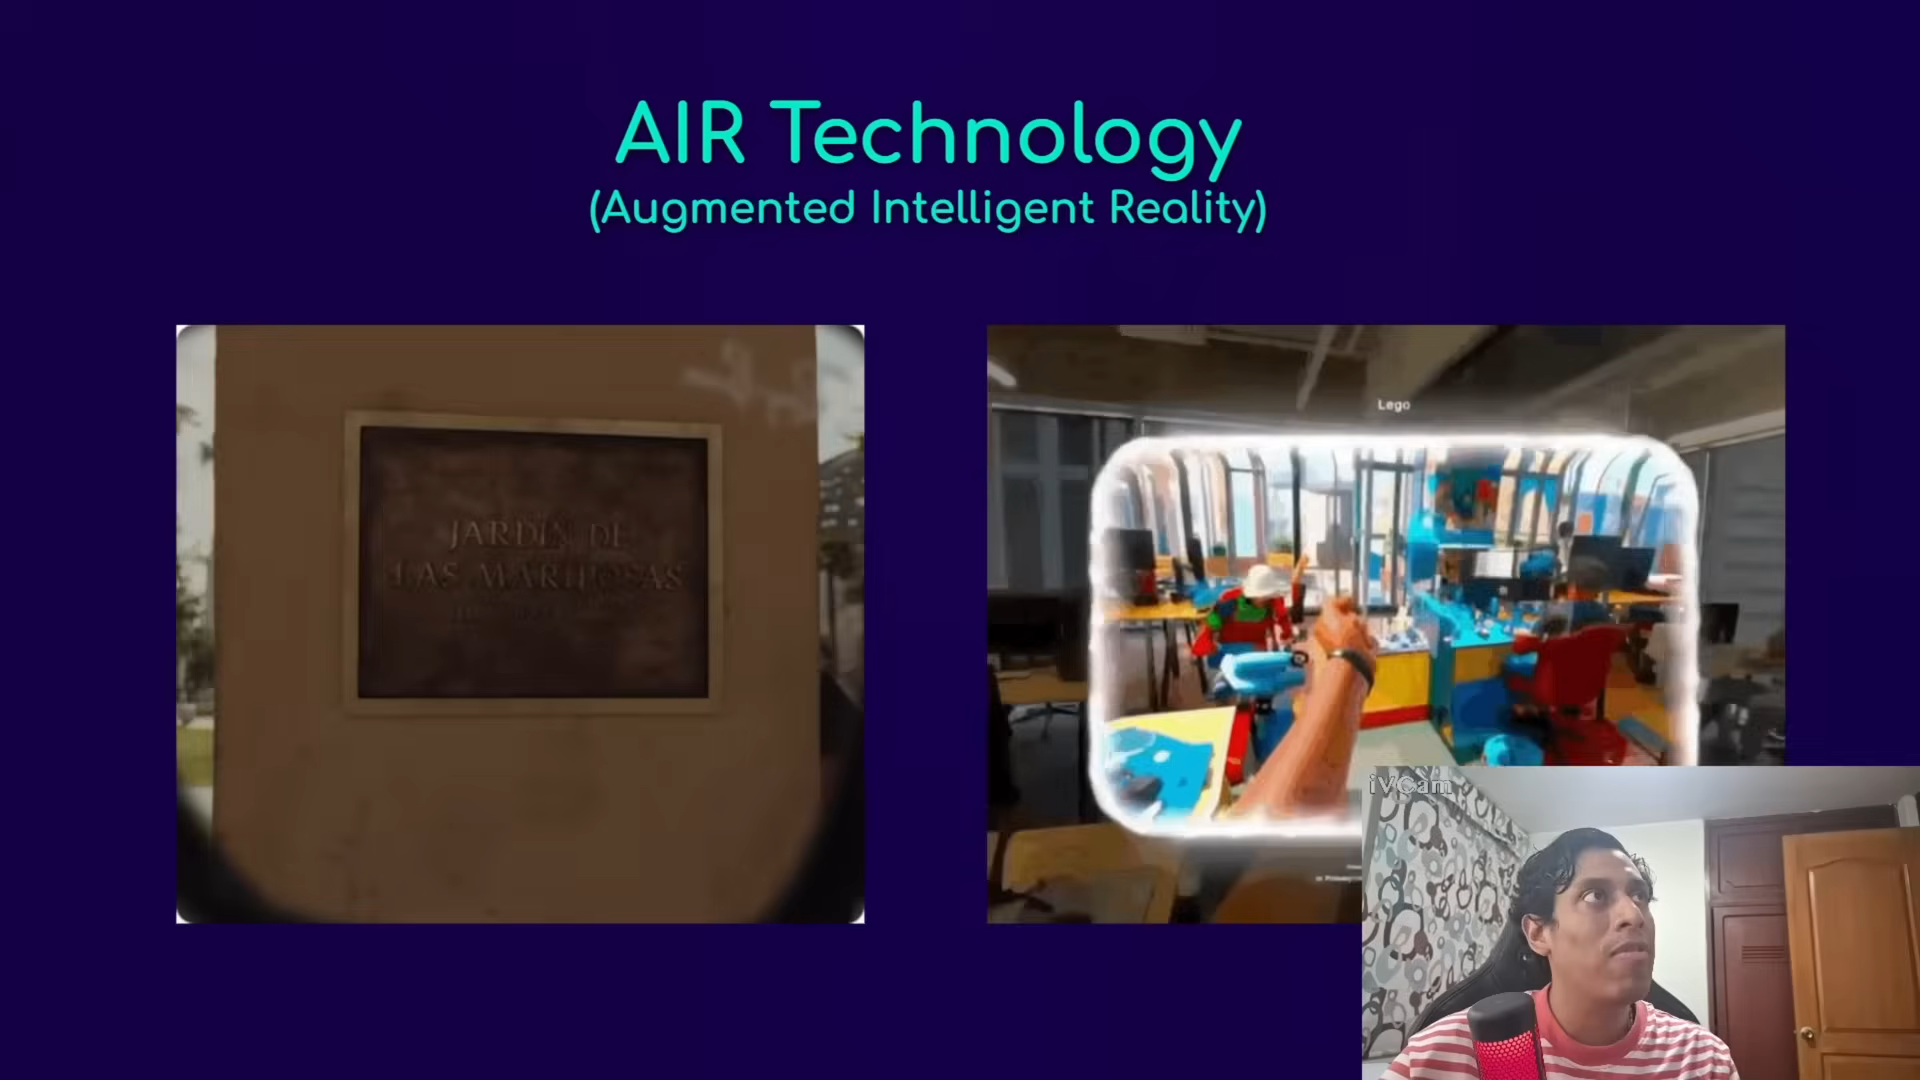 AIR Technology
(Augmented Intelligent Reality)
JARDIN DE
LAS MARIPOSAS
Lego
iVCam